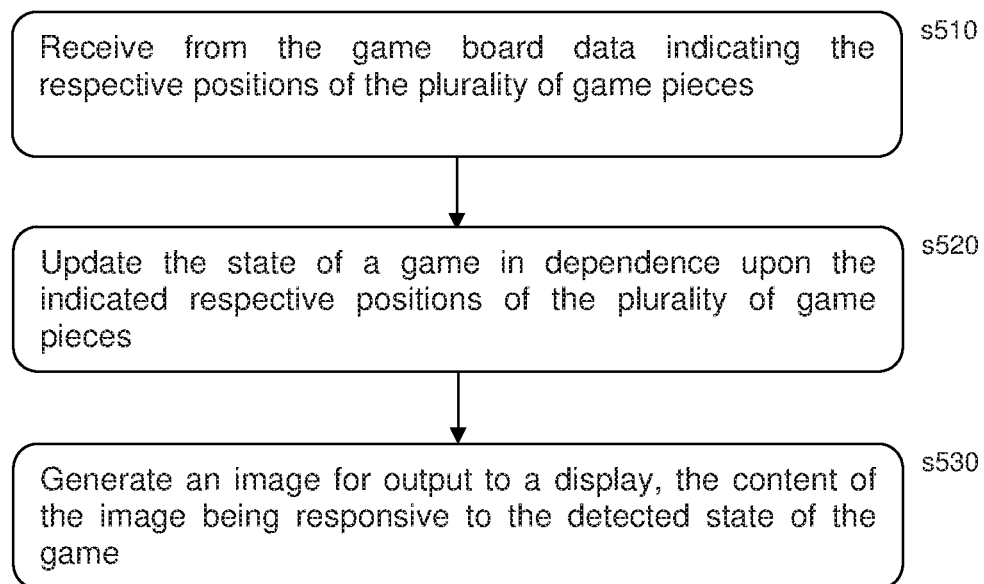 Receive from the game board data indicating the
respective positions of the plurality of game pieces
s510
Update the state of a game in dependence upon the
indicated respective positions of the plurality of game
pieces
s520
Generate an image for output to a display, the content of
the image being responsive to the detected state of the
game
s530